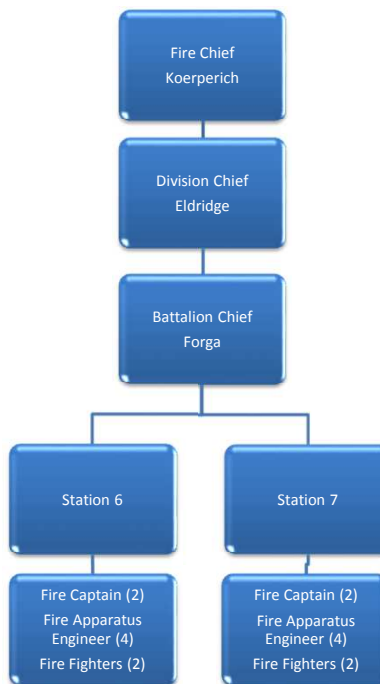 Fire Chief
Koerperich
Division Chief
Eldridge
Battalion Chief
Forga
Station 6
Station 7
Fire Captain (2)
Fire Apparatus
Engineer (4)
Fire Fighters (2)
Fire Captain (2)
Fire Apparatus
Engineer (4)
Fire Fighters (2)